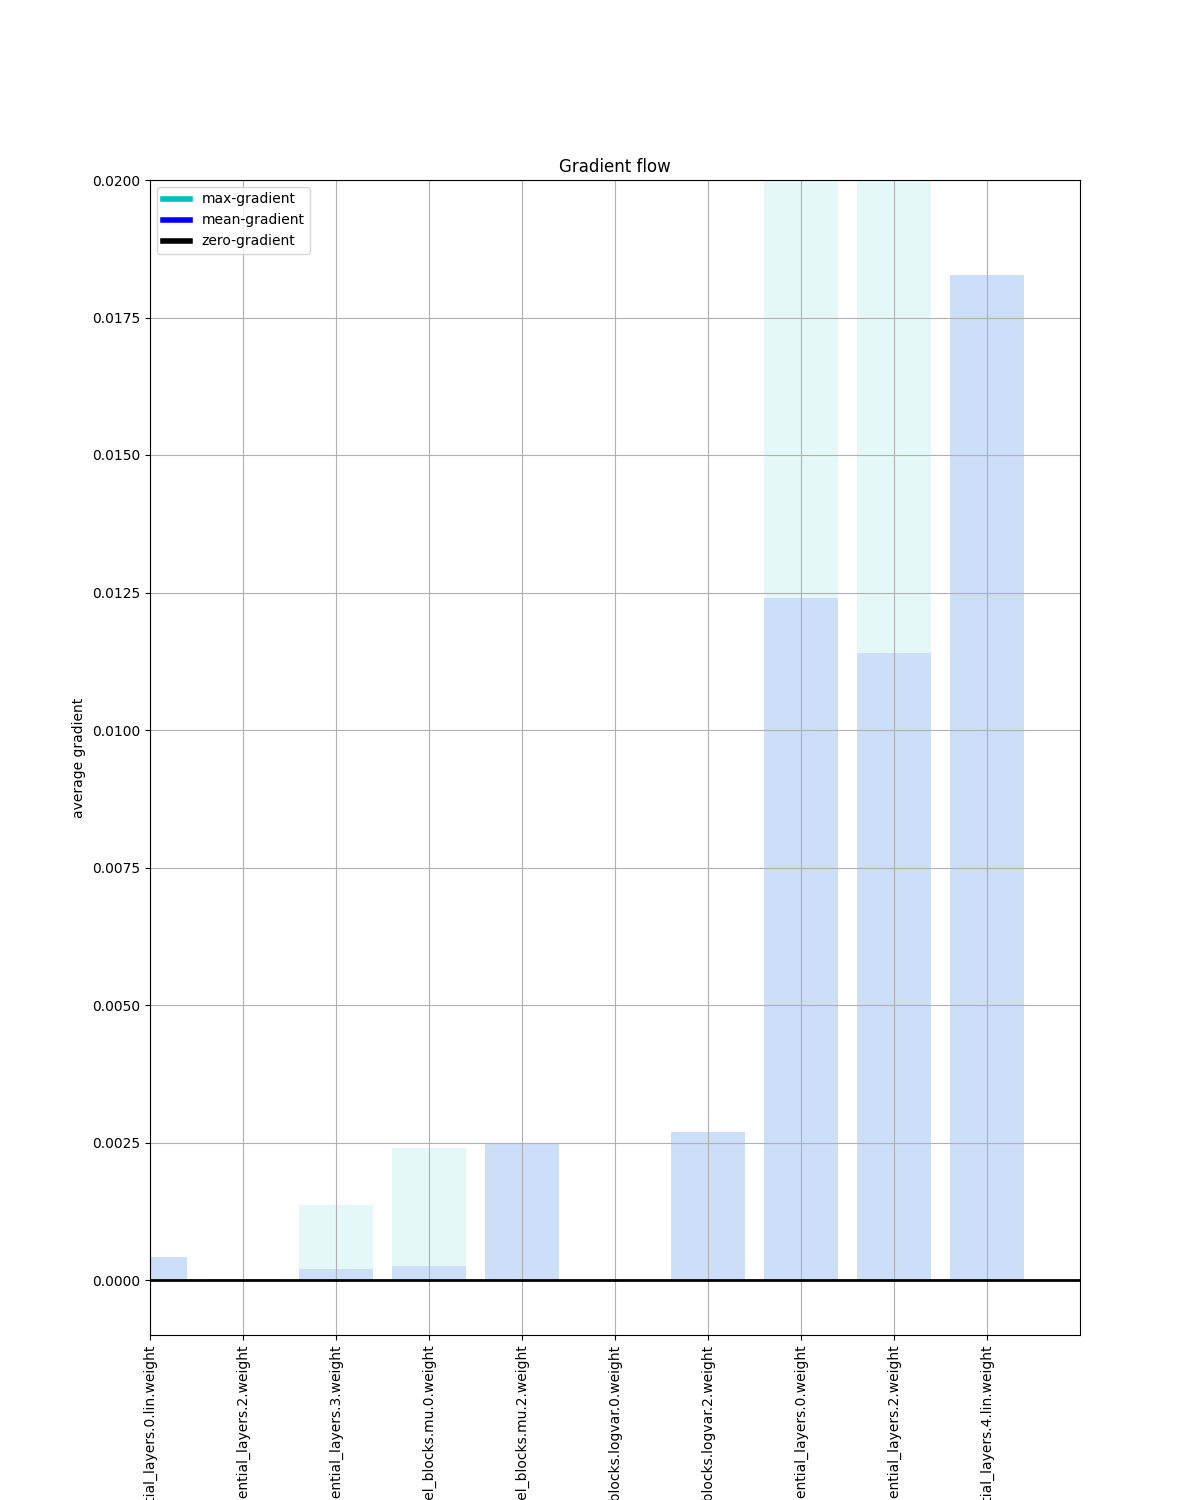 Gradient flow
max-gradient
mean-gradient
zero-gradient
0.0200
0.0175
0.0150
0.0125
0.0100
0.0075
0.0050
0.0025
0.0000
average gradient
tial_layers.0.lin.weight
ential_layers.2.weight
ential_layers.3.weight
el_blocks.mu.0.weight
el_blocks.mu.2.weight
blocks.logvar.0.weight
blocks.logvar.2.weight
ential_layers.0.weight
ential_layers.2.weight
tial_layers.4.lin.weight